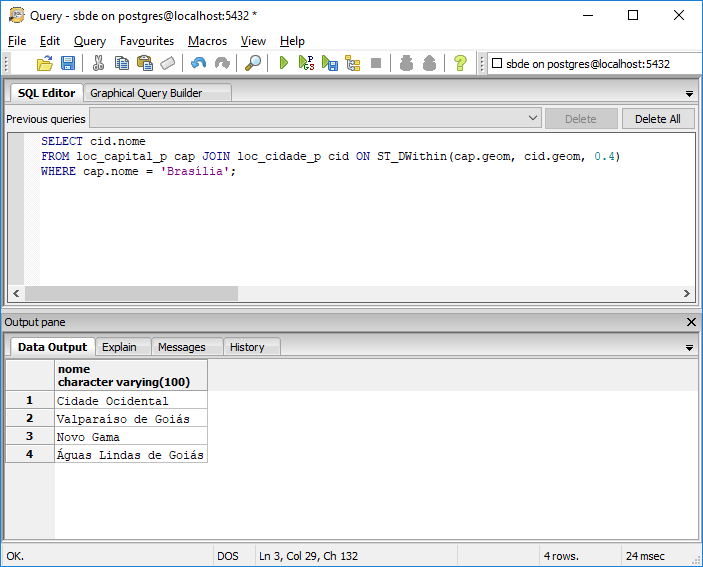 Query - sbde on postgres@localhost:5432 *
File Edit Query Favourites Macros View Help
sbde on postgres@localhost:5432
SQL Editor Graphical Query Builder
Previous queries Delete Delete All
SELECT cid.nome
FROM loc_capital_p cap JOIN loc_cidade_p cid ON ST_DWithin(cap.geom, cid.geom, 0.4)
WHERE cap.nome = 'Brasília';
Output pane
Data Output Explain Messages History
nome
character varying(100)
1 Cidade Ocidental
2 Valparaíso de Goiás
3 Novo Gama
4 Águas Lindas de Goiás
OK. DOS Ln 3, Col 29, Ch 132 4 rows. 24 msec